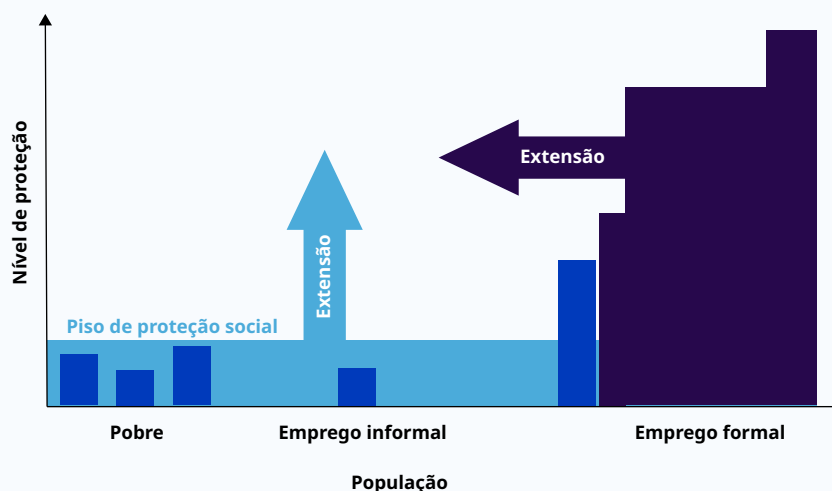 Nível de proteção
Extensão
Extensão
Piso de proteção social
Pobre
Emprego informal
Emprego formal
População